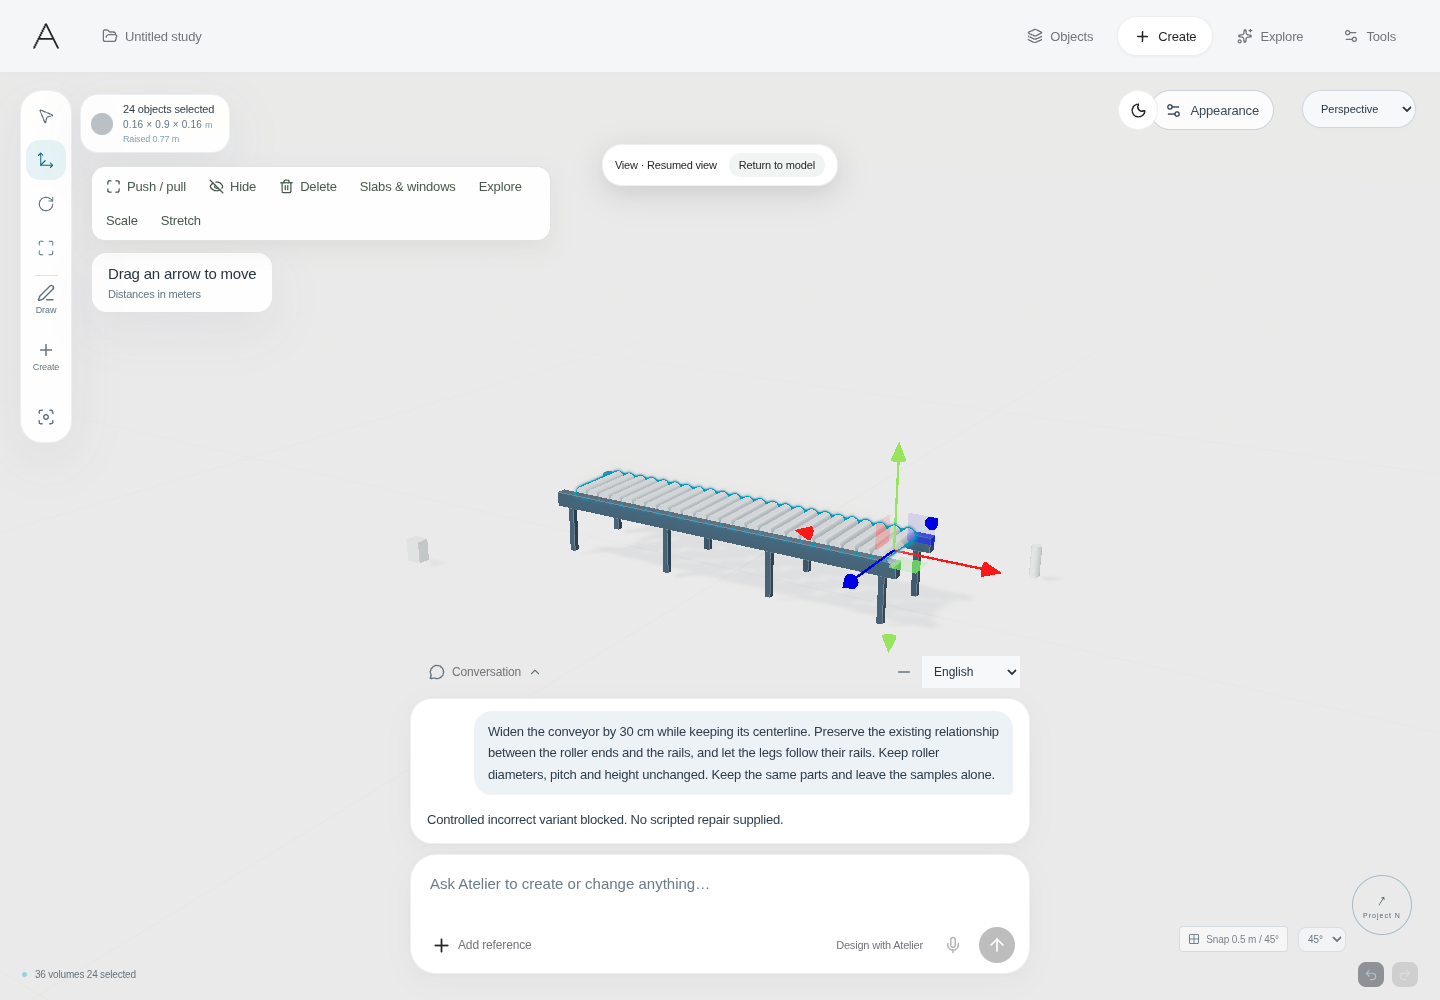 Untitled study
Objects
Create
Explore
Tools
24 objects selected
0.16 × 0.9 × 0.16 m
Raised 0.77 m
Appearance
Perspective
View · Resumed view
Return to model
Push / pull
Hide
Delete
Slabs & windows
Explore
Scale
Stretch
Drag an arrow to move
Distances in meters
Draw
Create
Conversation
English
Widen the conveyor by 30 cm while keeping its centerline. Preserve the existing relationship
between the roller ends and the rails, and let the legs follow their rails. Keep roller
diameters, pitch and height unchanged. Keep the same parts and leave the samples alone.
Controlled incorrect variant blocked. No scripted repair supplied.
Ask Atelier to create or change anything…
Add reference
Design with Atelier
Project N
Snap 0.5 m / 45°
45°
36 volumes 24 selected